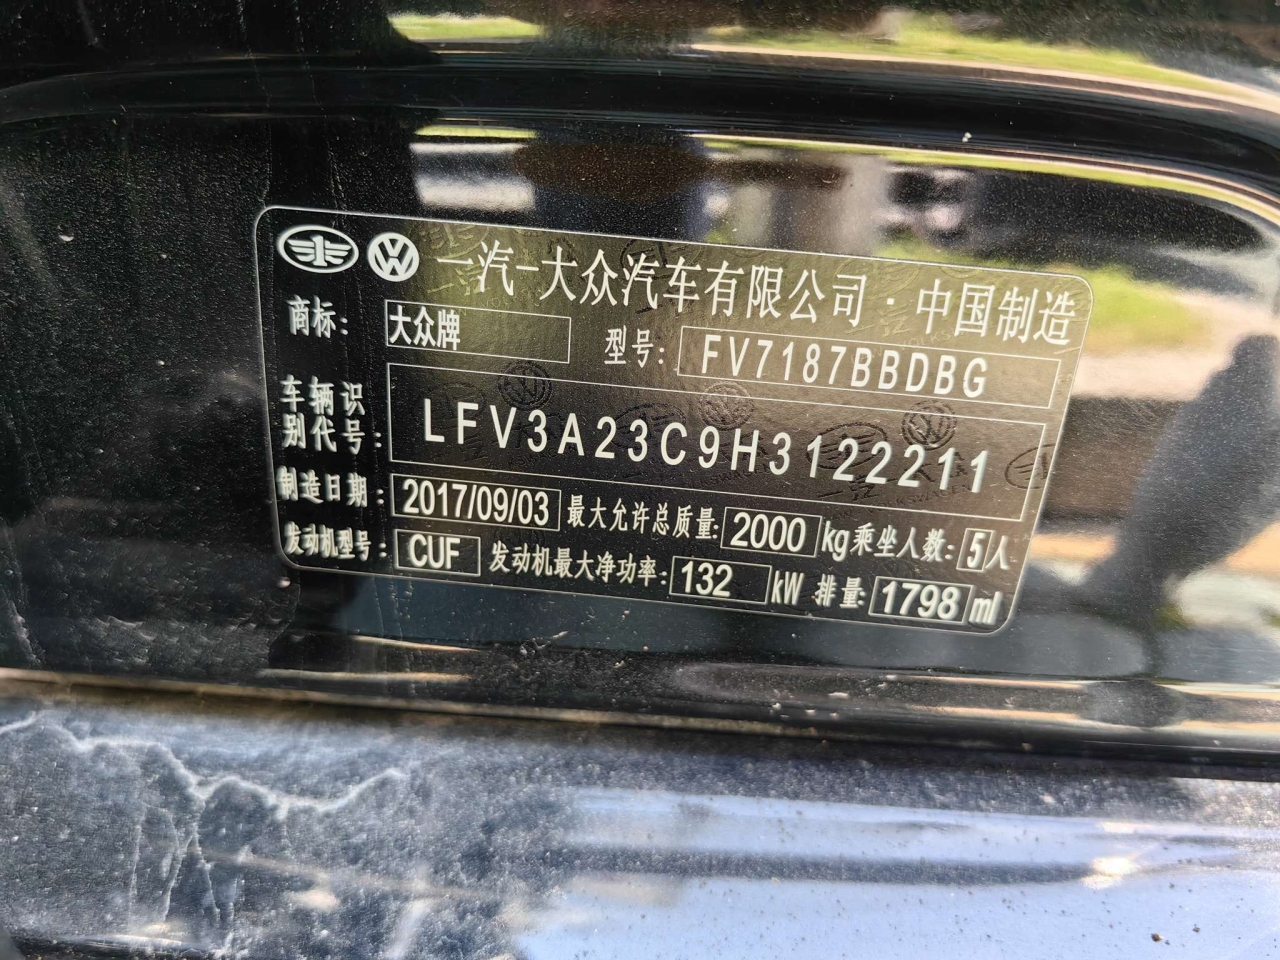 一汽-大众汽车有限公司·中国制造
商标: 大众牌 型号: FV7187BBDBG
车辆识别代号: LFV3A23C9H3122211
制造日期: 2017/09/03 最大允许总质量: 2000 kg 乘坐人数: 5人
发动机型号: CUF 发动机最大净功率: 132 kW 排量: 1798 ml